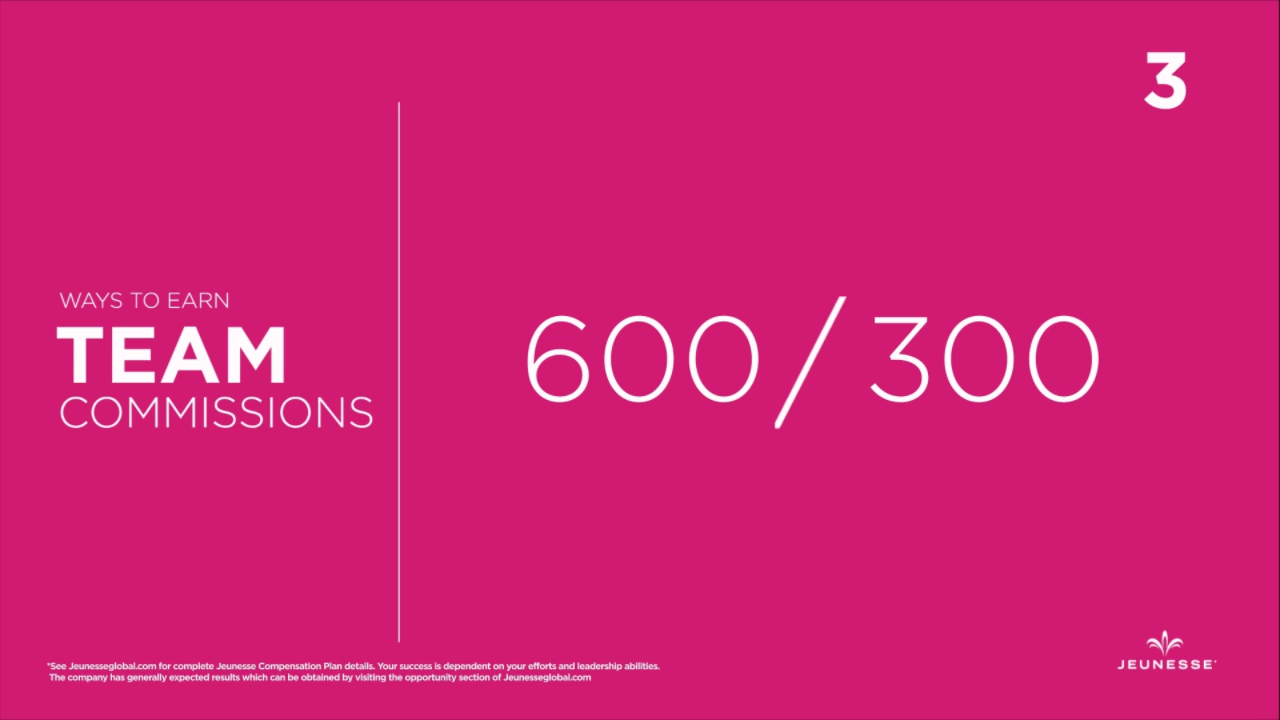 3
WAYS TO EARN
TEAM
COMMISSIONS
600/300
*See Jeunesseglobal.com for complete Jeunesse Compensation Plan details. Your success is dependent on your efforts and leadership abilities.
The company has generally expected results which can be obtained by visiting the opportunity section of Jeunesseglobal.com
JEUNESSE